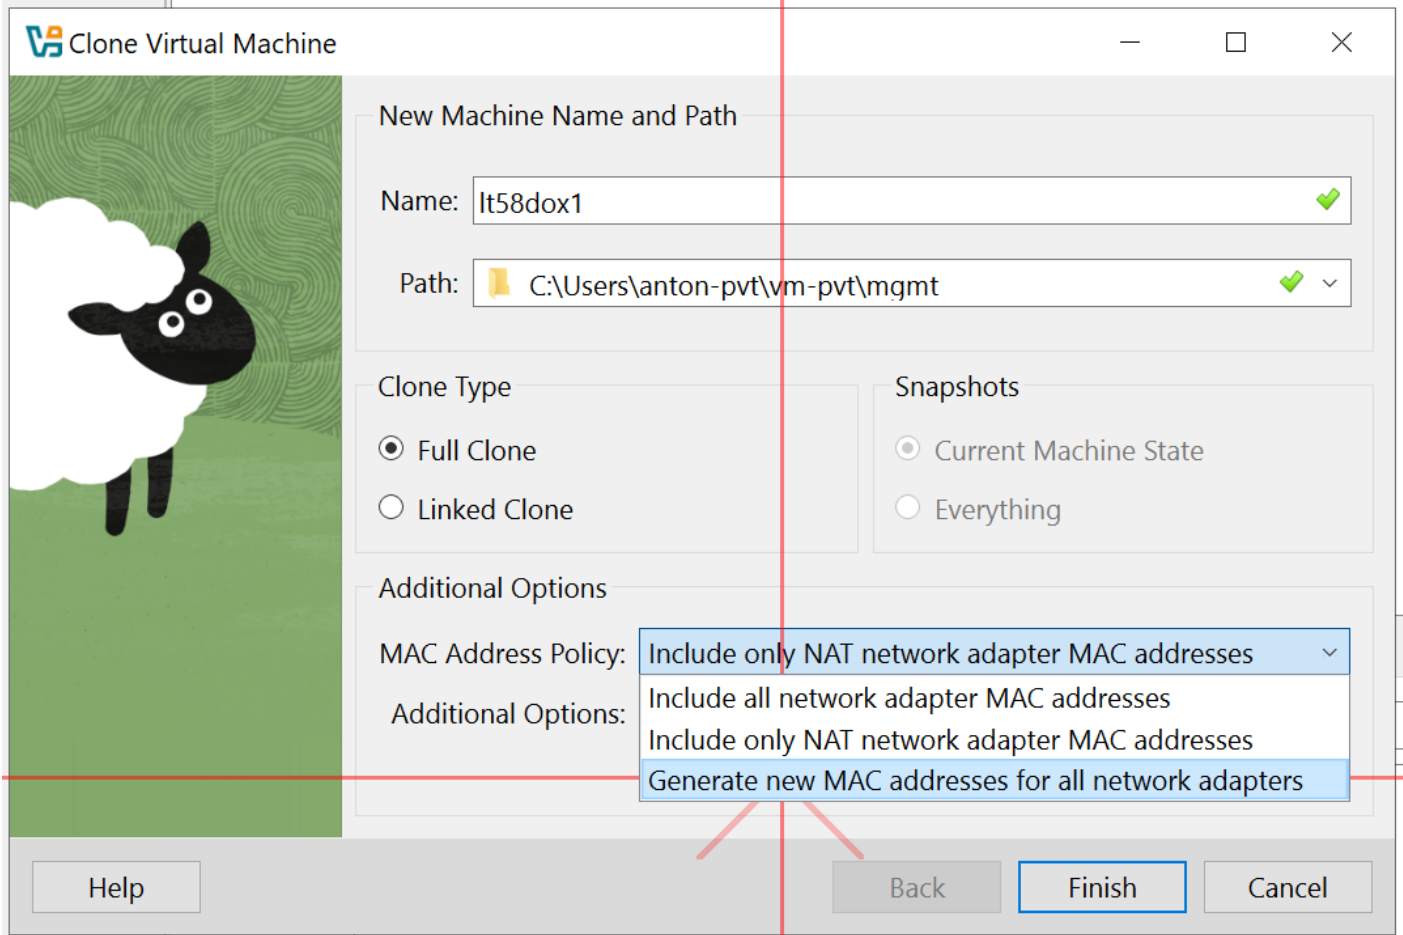 Clone Virtual Machine
New Machine Name and Path
Name: lt58dox1
Path: C:\Users\anton-pvt\vm-pvt\mgmt
Clone Type
Full Clone
Linked Clone
Snapshots
Current Machine State
Everything
Additional Options
MAC Address Policy: Include only NAT network adapter MAC addresses
Include all network adapter MAC addresses
Additional Options:
Include only NAT network adapter MAC addresses
Generate new MAC addresses for all network adapters
Help
Back
Finish
Cancel